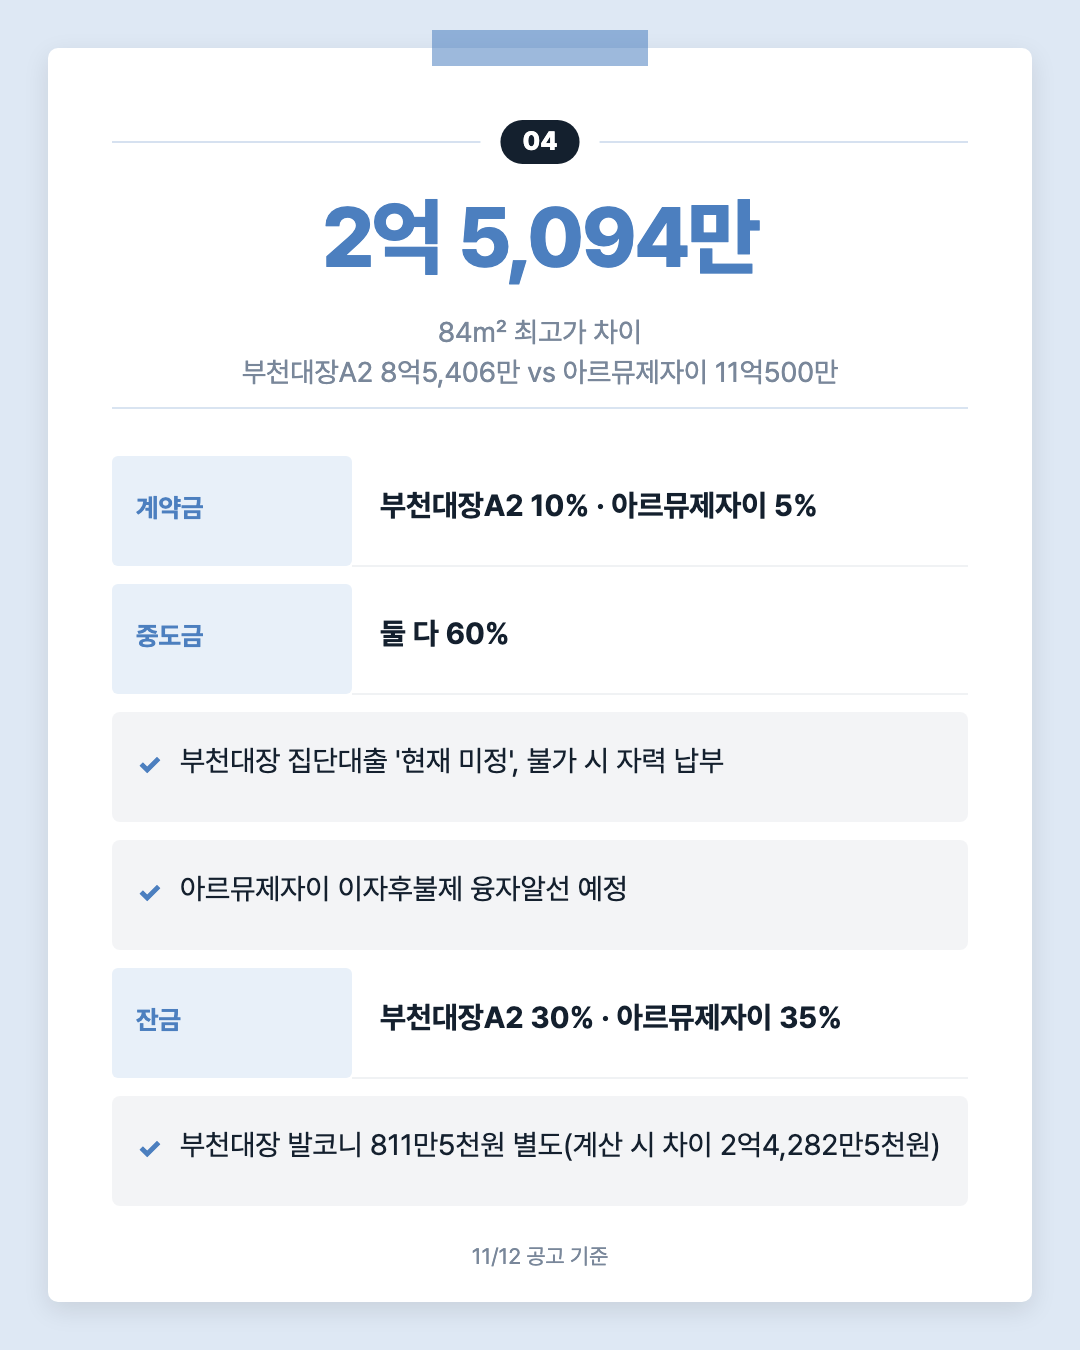 04
2억 5,094만
84m² 최고가 차이
부천대장A2 8억5,406만 vs 아르뮤제자이 11억500만
계약금
부천대장A2 10% · 아르뮤제자이 5%
중도금
둘 다 60%
부천대장 집단대출 '현재 미정', 불가 시 자력 납부
아르뮤제자이 이자후불제 융자알선 예정
잔금
부천대장A2 30% · 아르뮤제자이 35%
부천대장 발코니 811만5천원 별도(계산 시 차이 2억4,282만5천원)
11/12 공고 기준